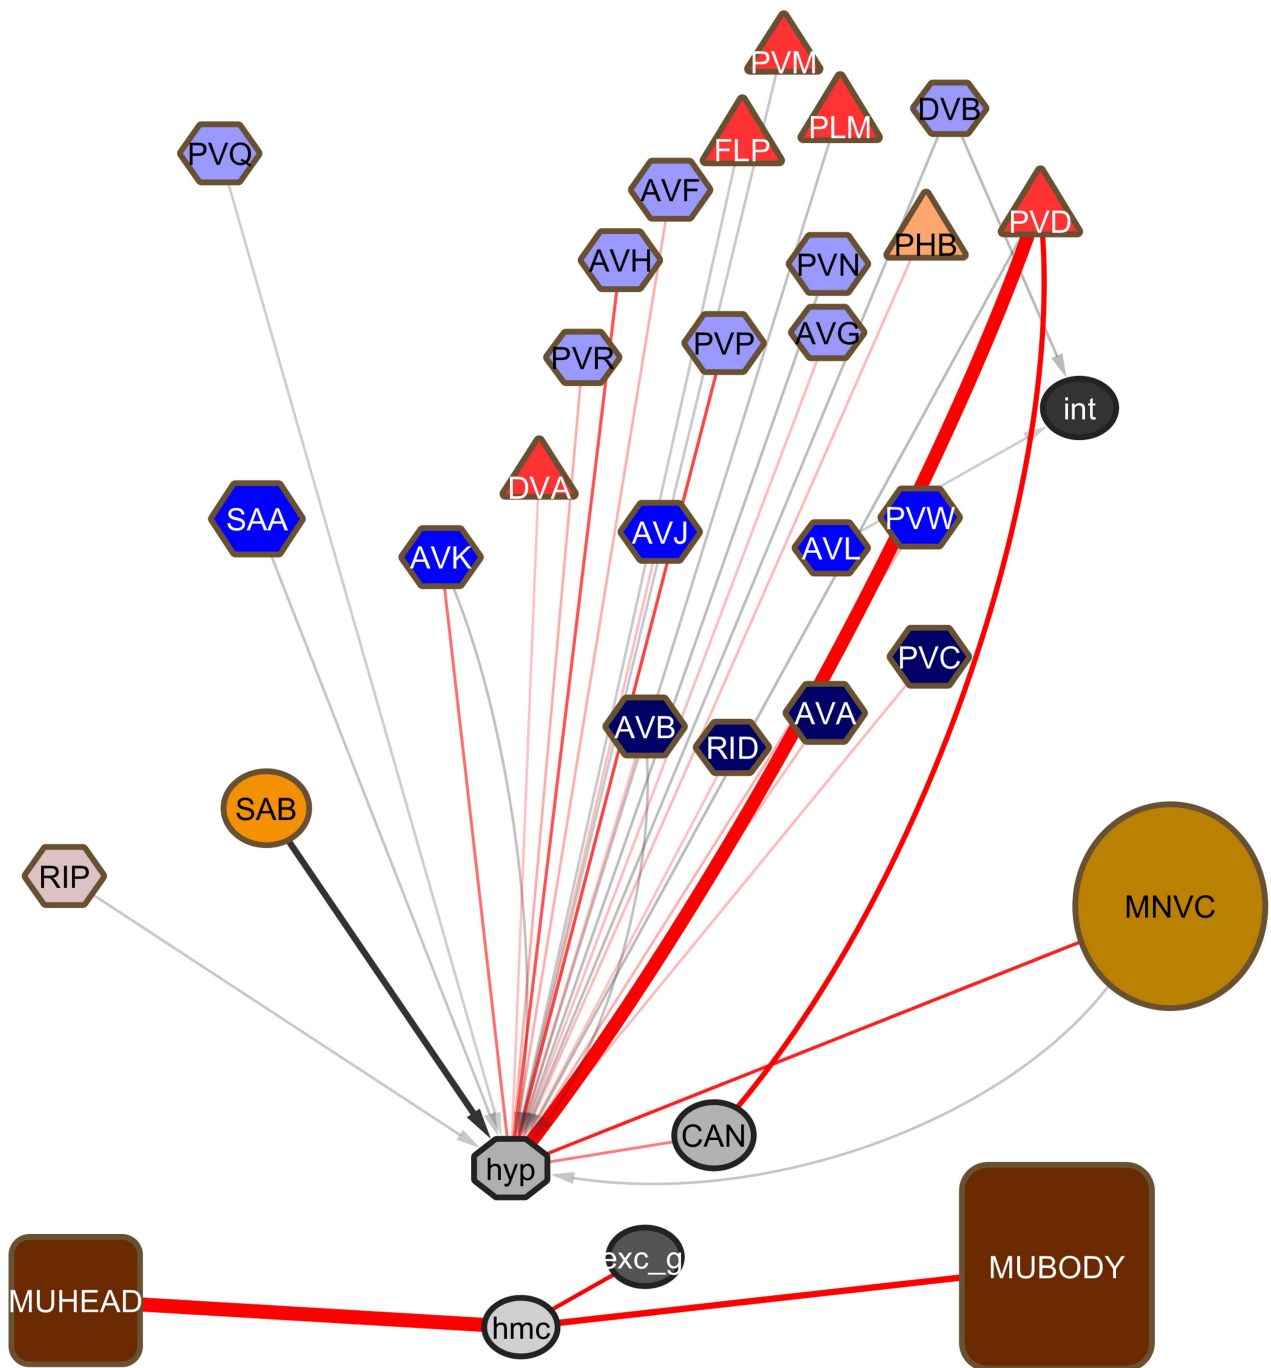 PVM
DVB
PLM
FLP
PVQ
AVF
PVD
PHB
AVH
PVN
AVG
PVP
PVR
int
DVA
SAA
PVW
AVJ
AVL
AVK
PVC
AVA
AVB
RID
SAB
RIP
MNVC
CAN
hyp
exc_g
MUBODY
MUHEAD
hmc